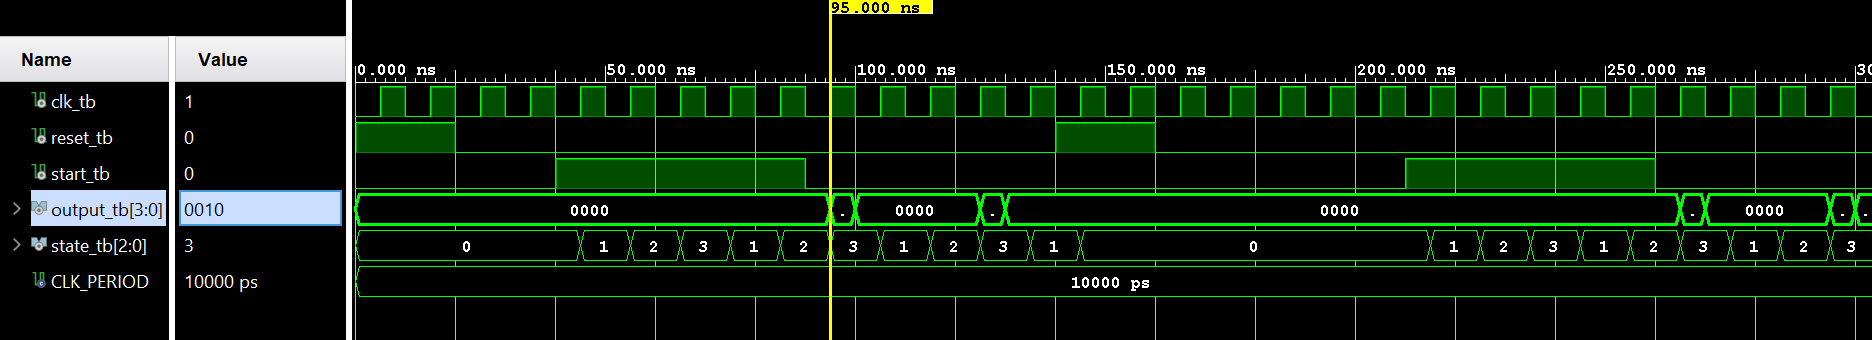 95.000 ns
Name Value
0.000 ns 50.000 ns 100.000 ns 150.000 ns 200.000 ns 250.000 ns 30
clk_tb 1
reset_tb 0
start_tb 0
output_tb[3:0] 0010 0000 . 0000 . 0000 . 0000 . .
state_tb[2:0] 3 0 1 2 3 1 2 3 1 2 3 1 0 1 2 3 1 2 3 1 2 3
CLK_PERIOD 10000 ps 10000 ps